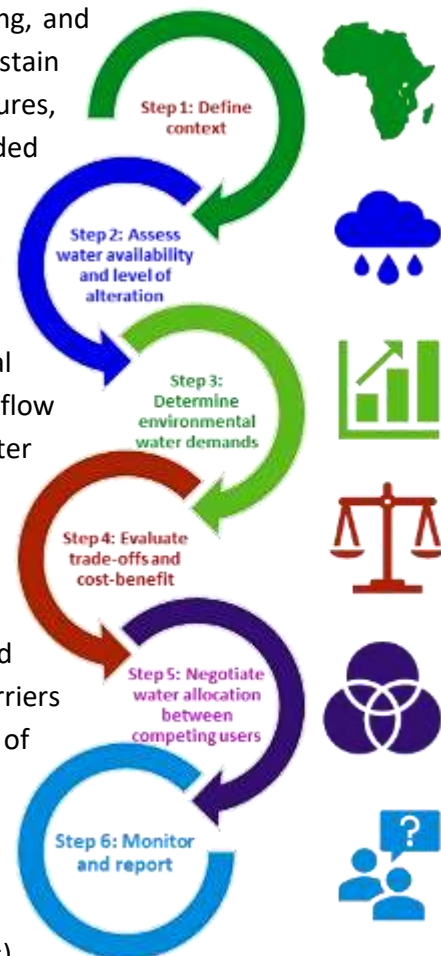 ng, and
stain
Step 1: Define
context
ures,
ded
Step 2: Assess
water availability
and level of
alteration
al
flow
ter
Step 3:
Determine
environmental
water demands
Step 4: Evaluate
trade-offs and
cost-benefit
d
rriers
of
Step 5: Negotiate
water allocation
between
competing users
Step 6: Monitor
and report
?